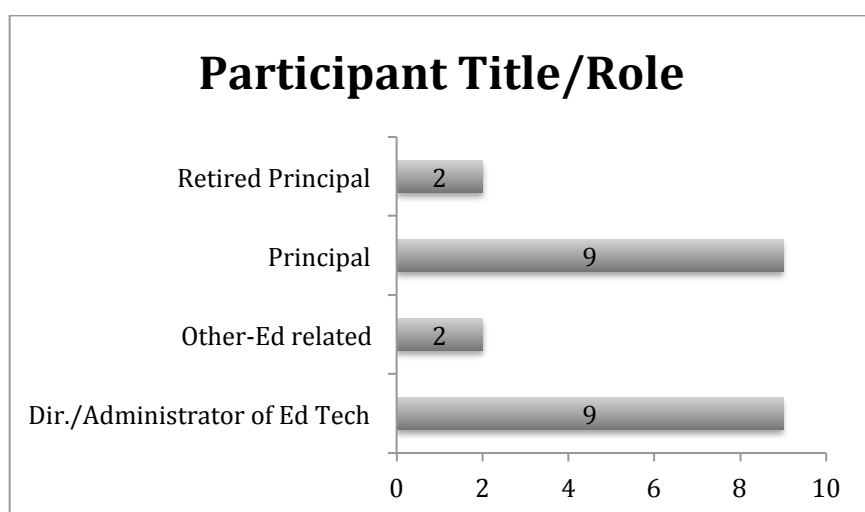 Participant Title/Role
Retired Principal
2
Principal
9
Other-Ed related
2
Dir./Administrator of Ed Tech
9
0 2 4 6 8 10